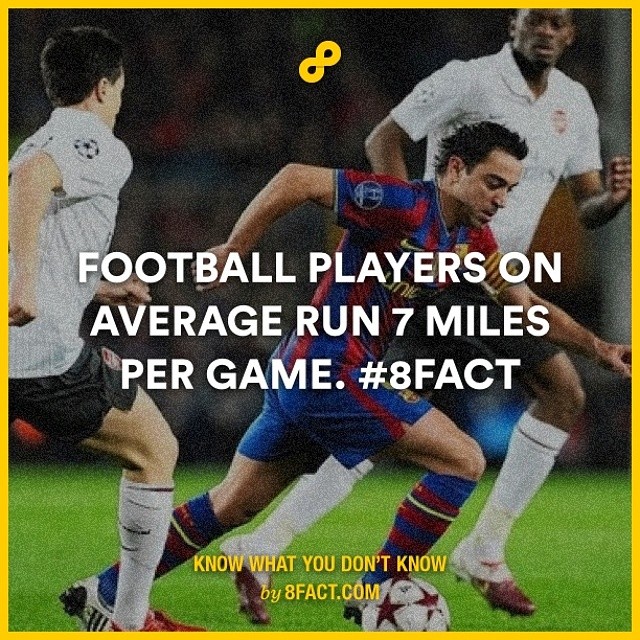 FOOTBALL PLAYERS ON
AVERAGE RUN 7 MILES
PER GAME. #8FACT
KNOW WHAT YOU DON'T KNOW
by 8FACT.COM